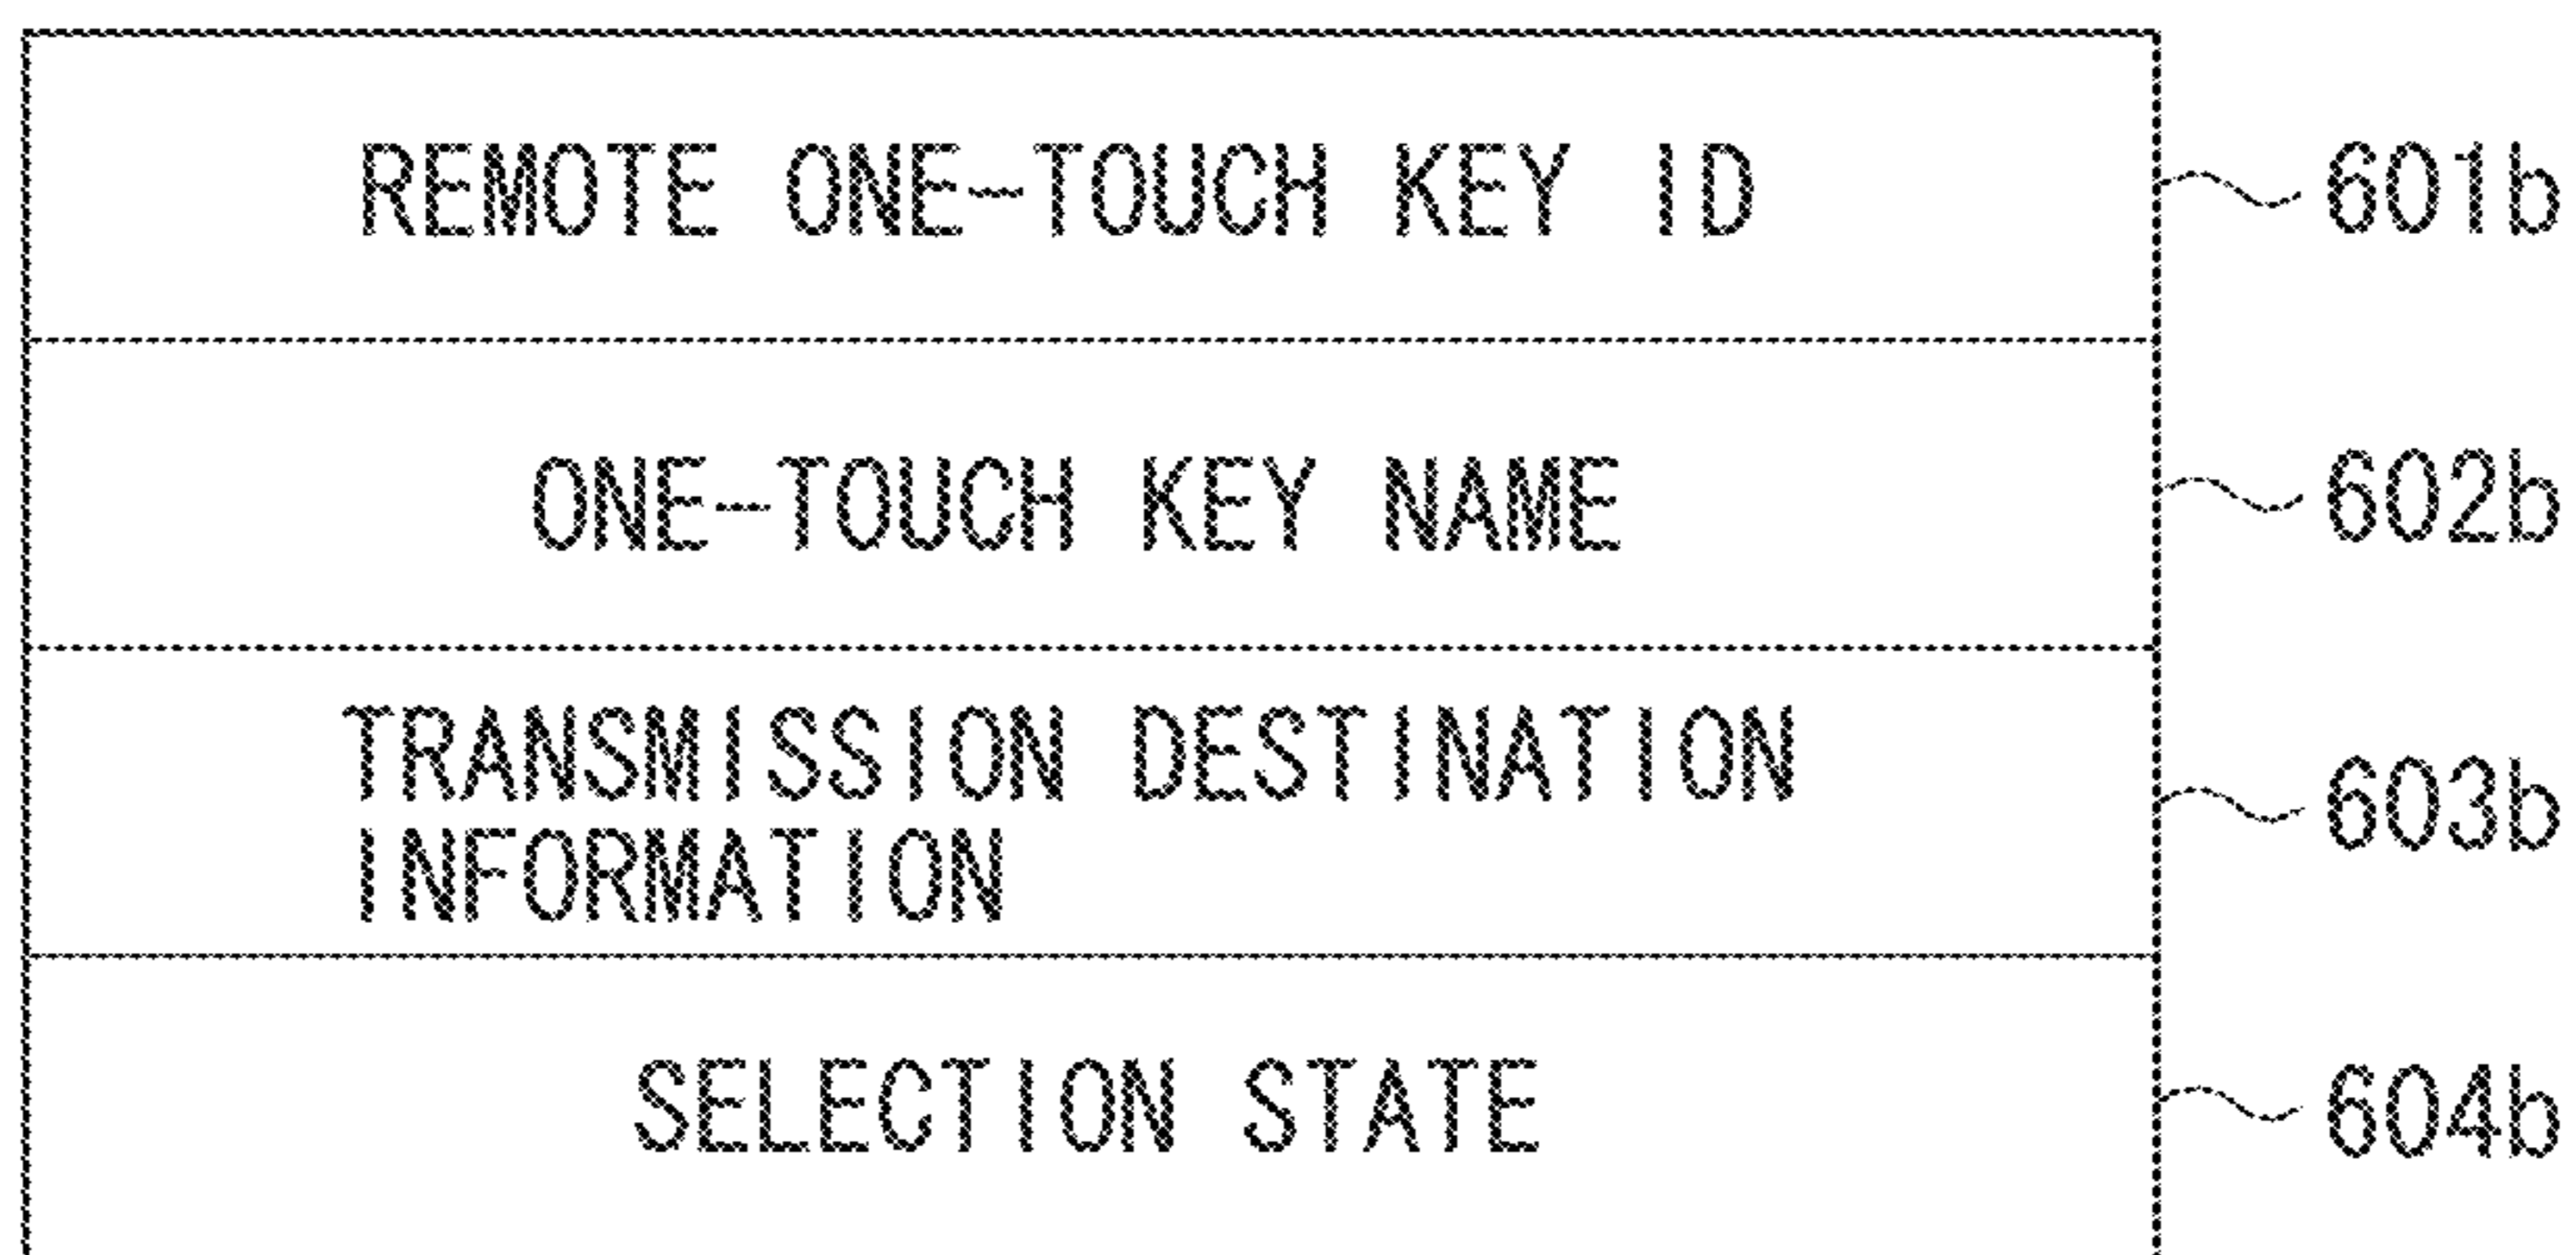 REMOTE ONE-TOUCH KEY ID 601b
ONE-TOUCH KEY NAME 602b
TRANSMISSION DESTINATION
INFORMATION 603b
SELECTION STATE 604b